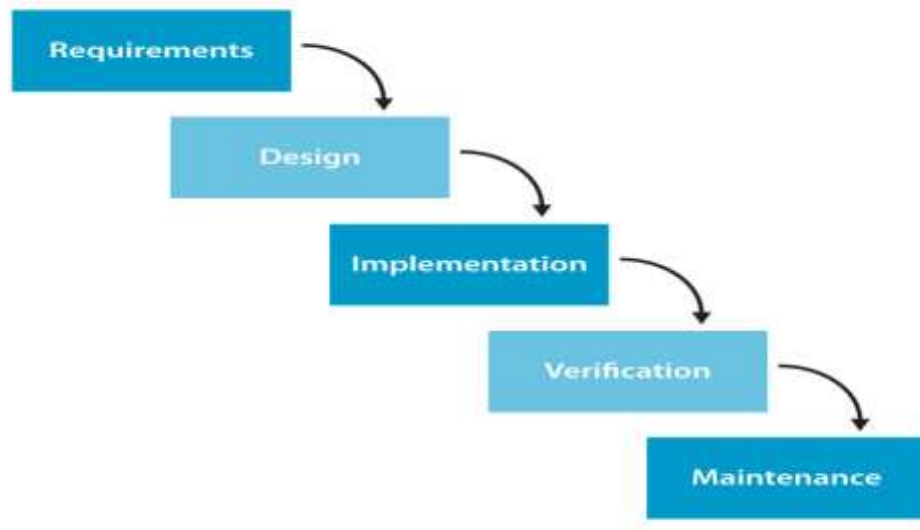 Requirements
Design
Implementation
Verification
Maintenance